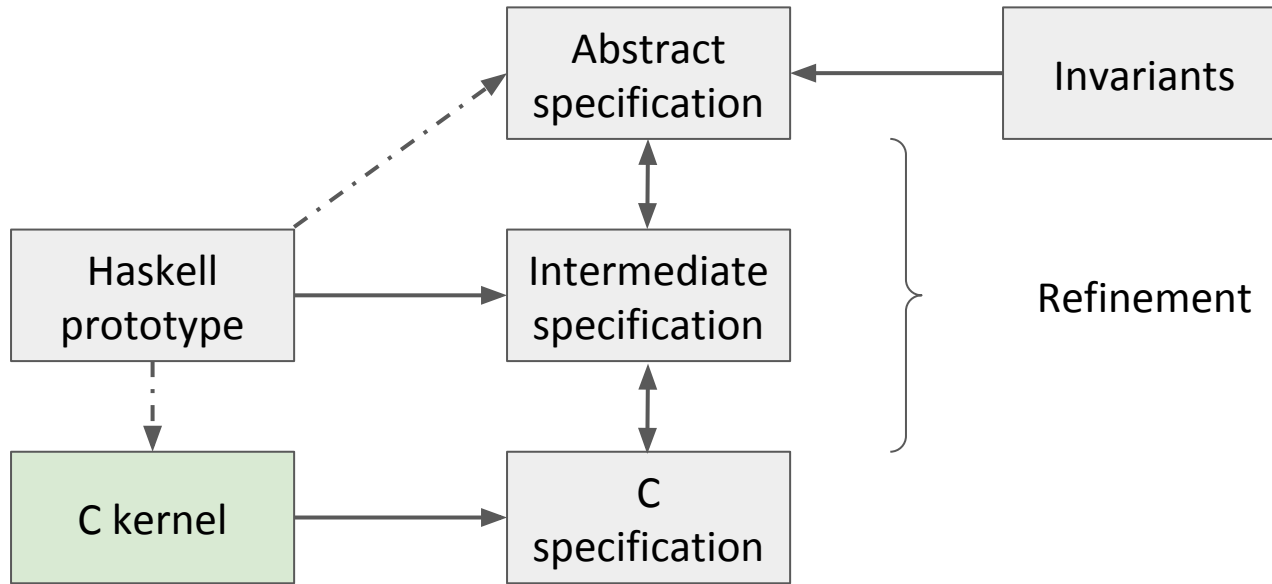 Abstract
specification
Invariants
Haskell
prototype
Intermediate
specification
Refinement
C kernel
C
specification